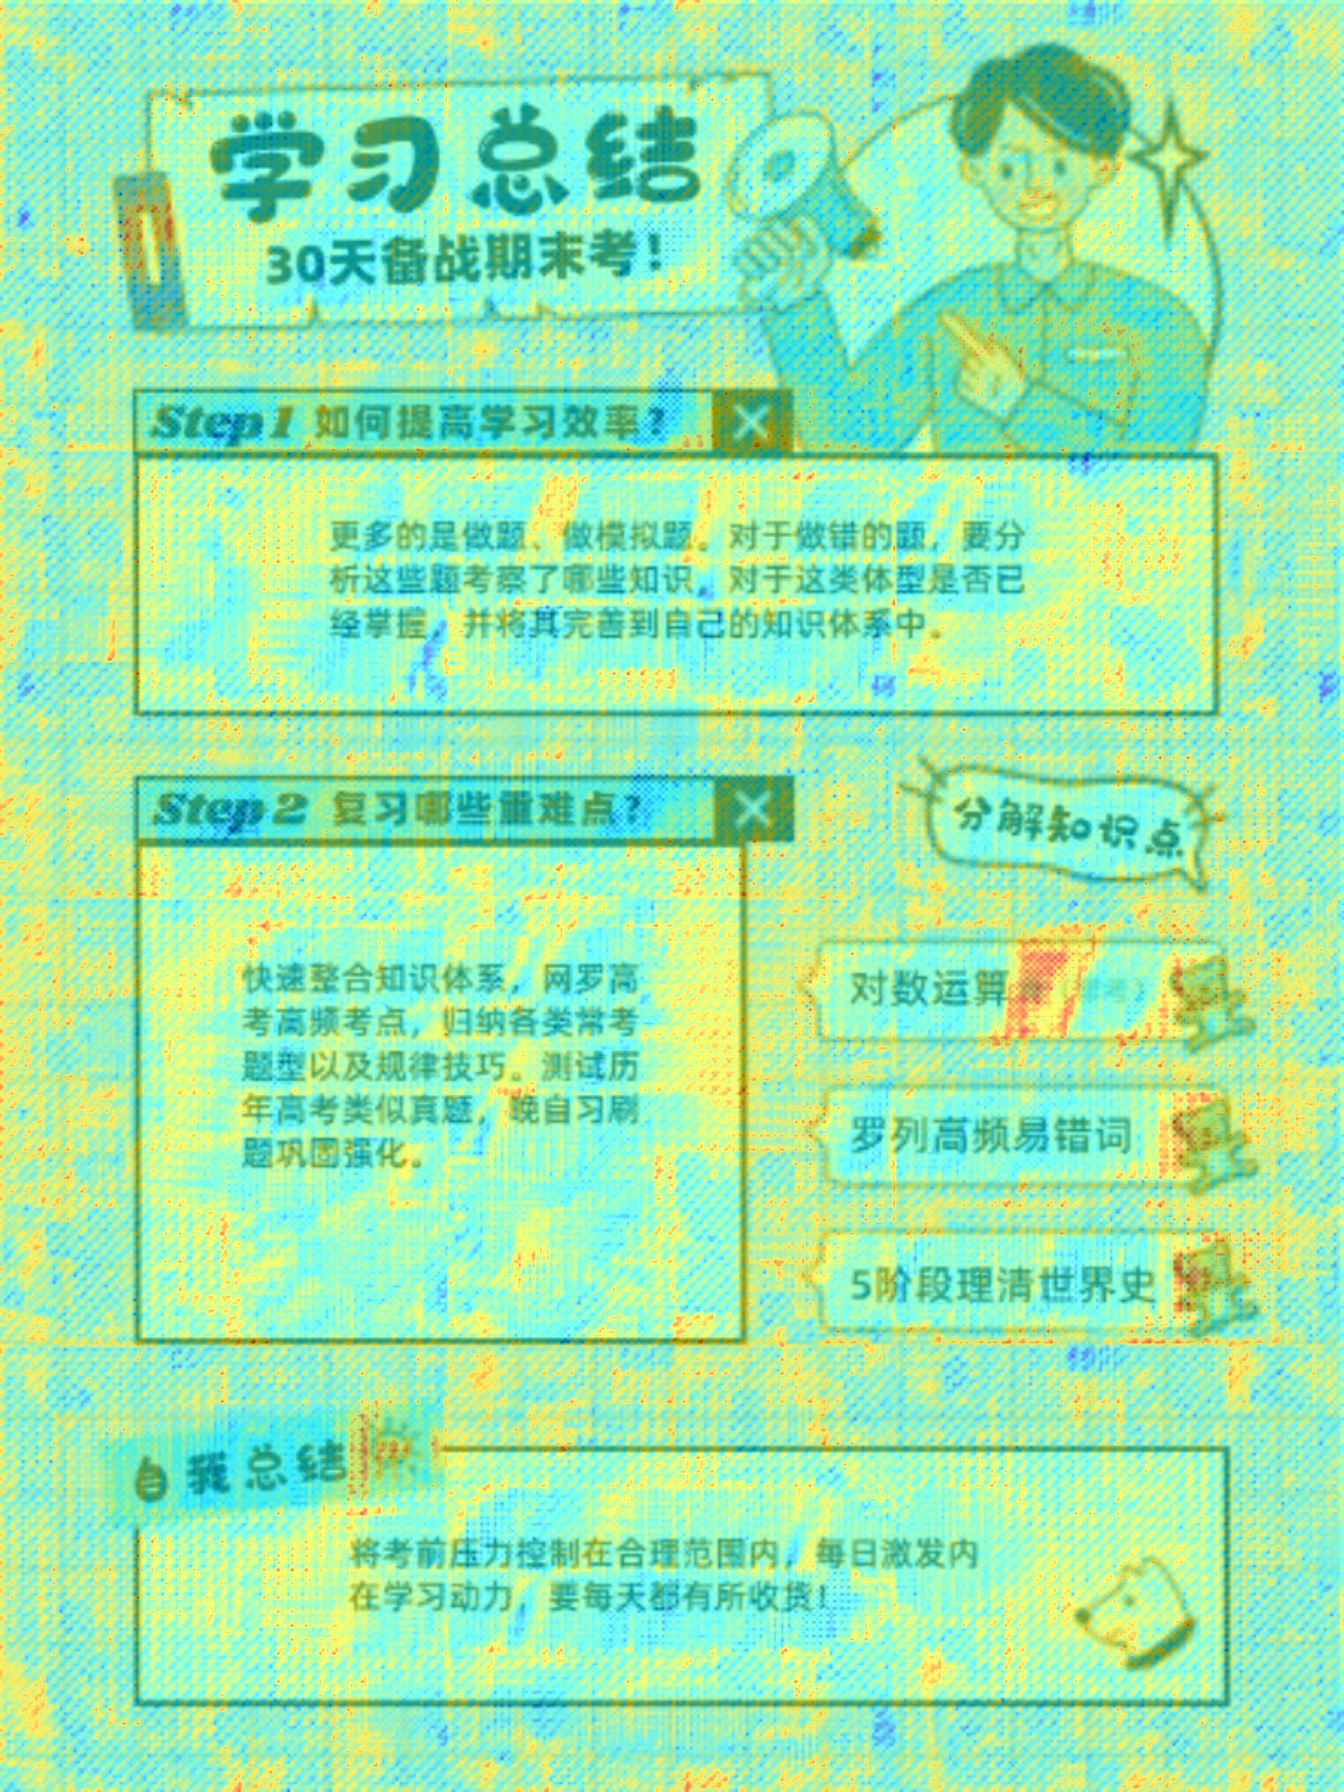 学习总结
30天备战期末考！
Step 1 如何提高学习效率？
更多的是做题、做模拟题。对于做错的题，要分
析这些题考察了哪些知识，对于这类体型是否已
经掌握，并将其完善到自己的知识体系中。
Step 2 复习哪些重难点？
快速整合知识体系，网罗高
考高频考点，归纳各类常考
题型以及规律技巧。测试历
年高考类似真题，晚自习刷
题巩固强化。
分解知识点
对数运算
罗列高频易错词
5阶段理清世界史
自我总结
将考前压力控制在合理范围内，每日激发内
在学习动力，要每天都有所收货！